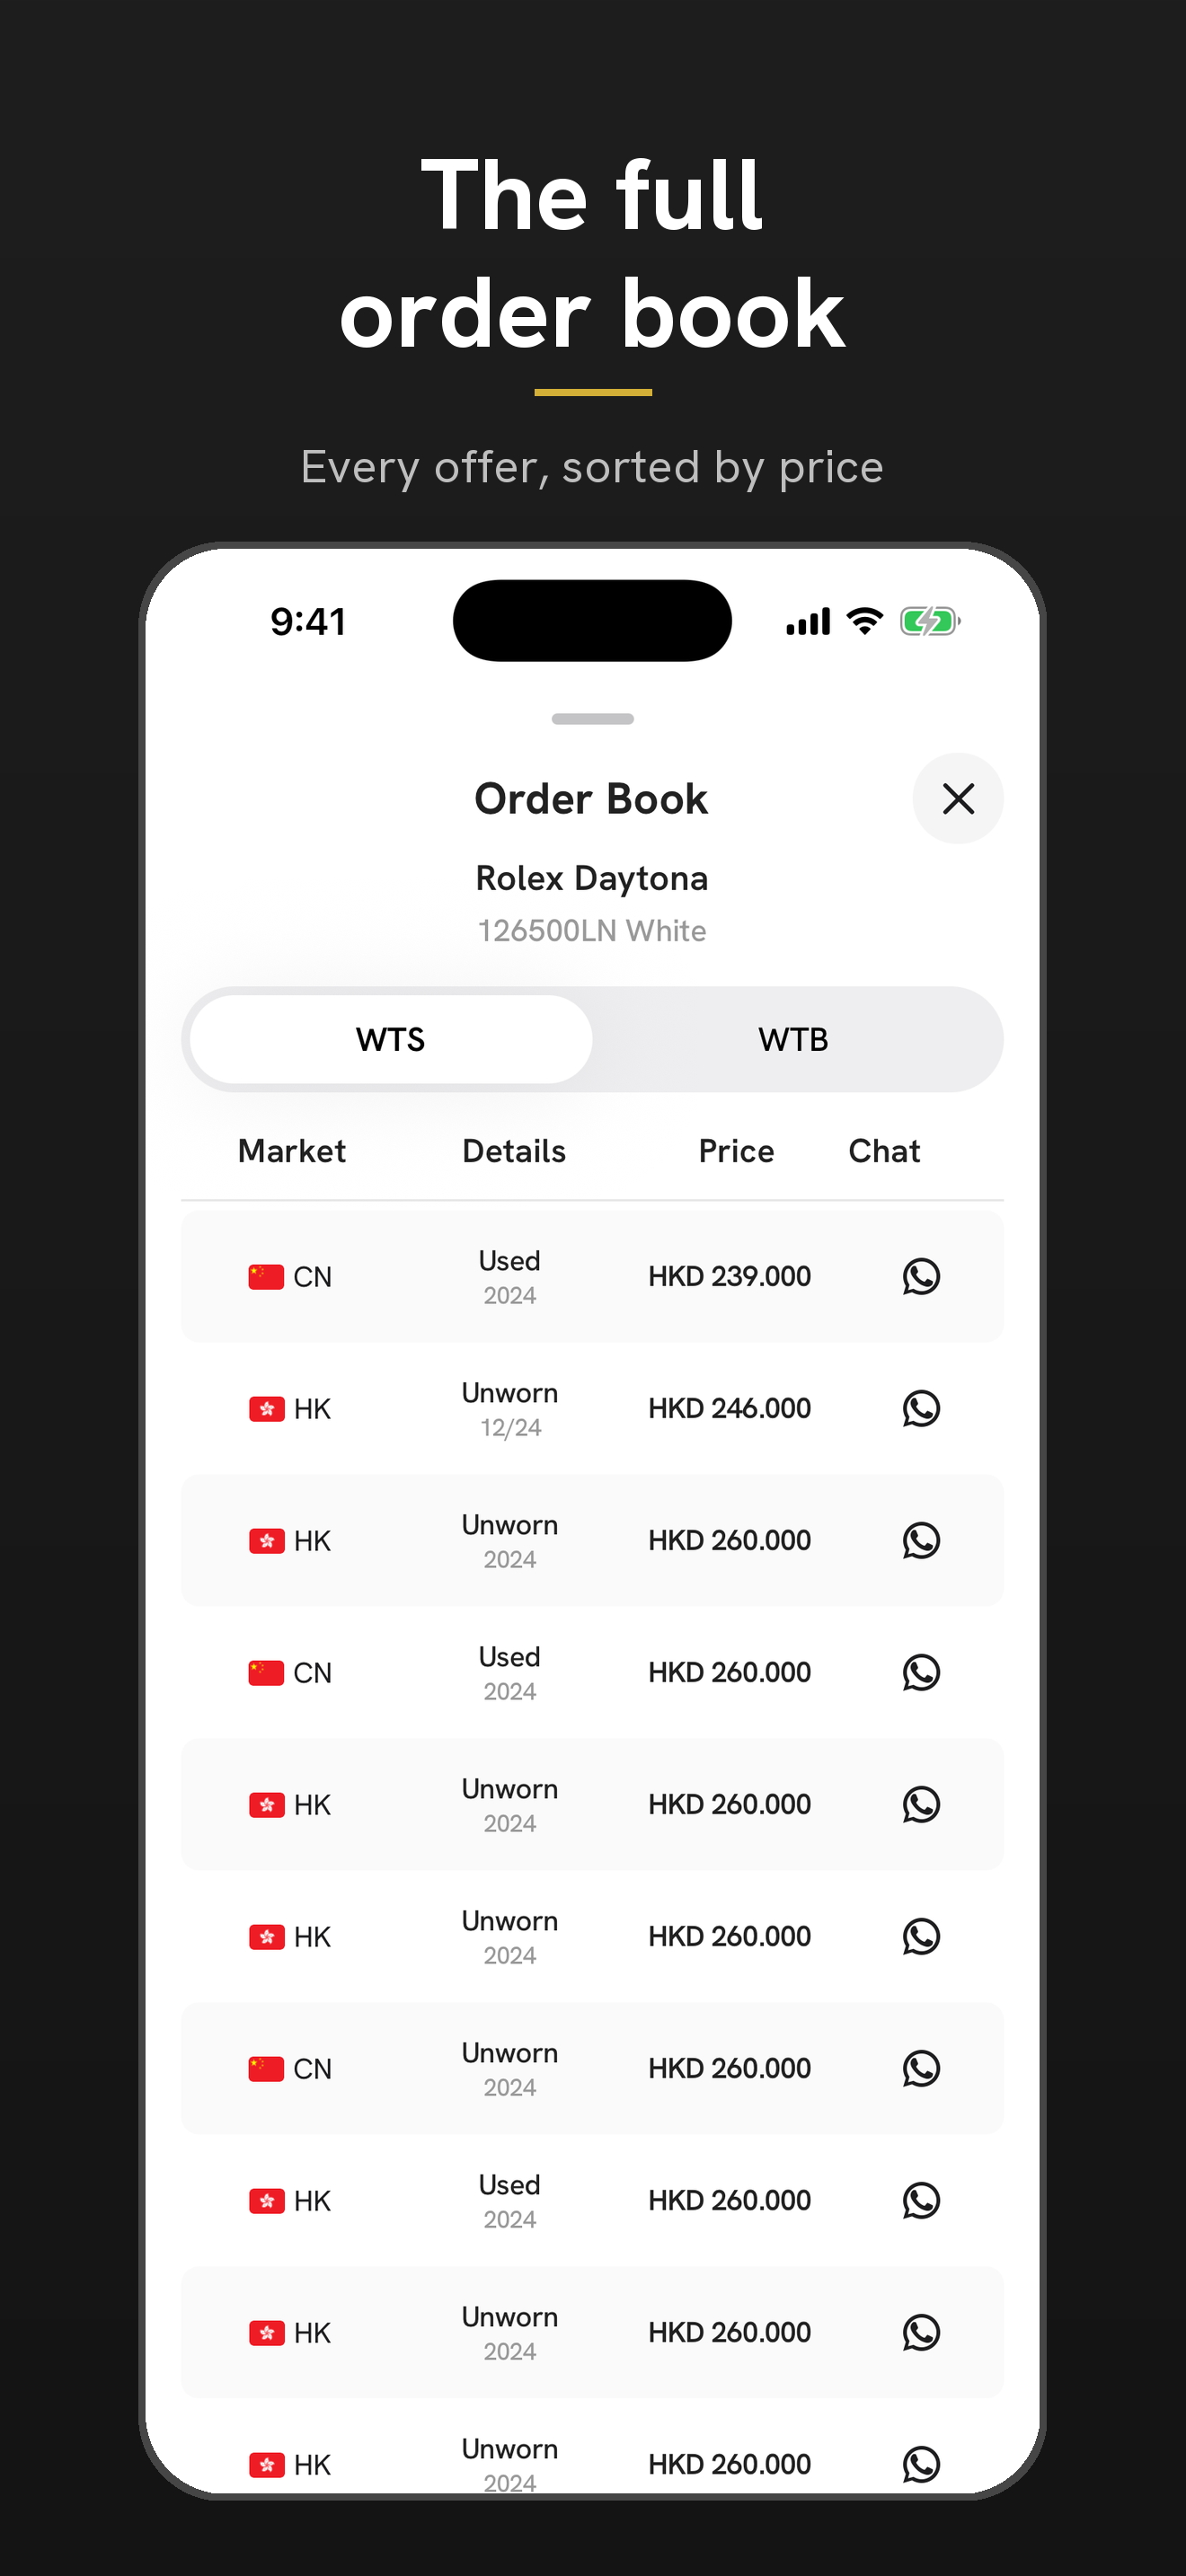 The full
order book
Every offer, sorted by price
9:41
Order Book
Rolex Daytona
126500LN White
WTS WTB
Market Details Price Chat
CN Used HKD 239.000
2024
HK Unworn HKD 246.000
12/24
HK Unworn HKD 260.000
2024
CN Used HKD 260.000
2024
HK Unworn HKD 260.000
2024
HK Unworn HKD 260.000
2024
CN Unworn HKD 260.000
2024
HK Used HKD 260.000
2024
HK Unworn HKD 260.000
2024
HK Unworn HKD 260.000
2024